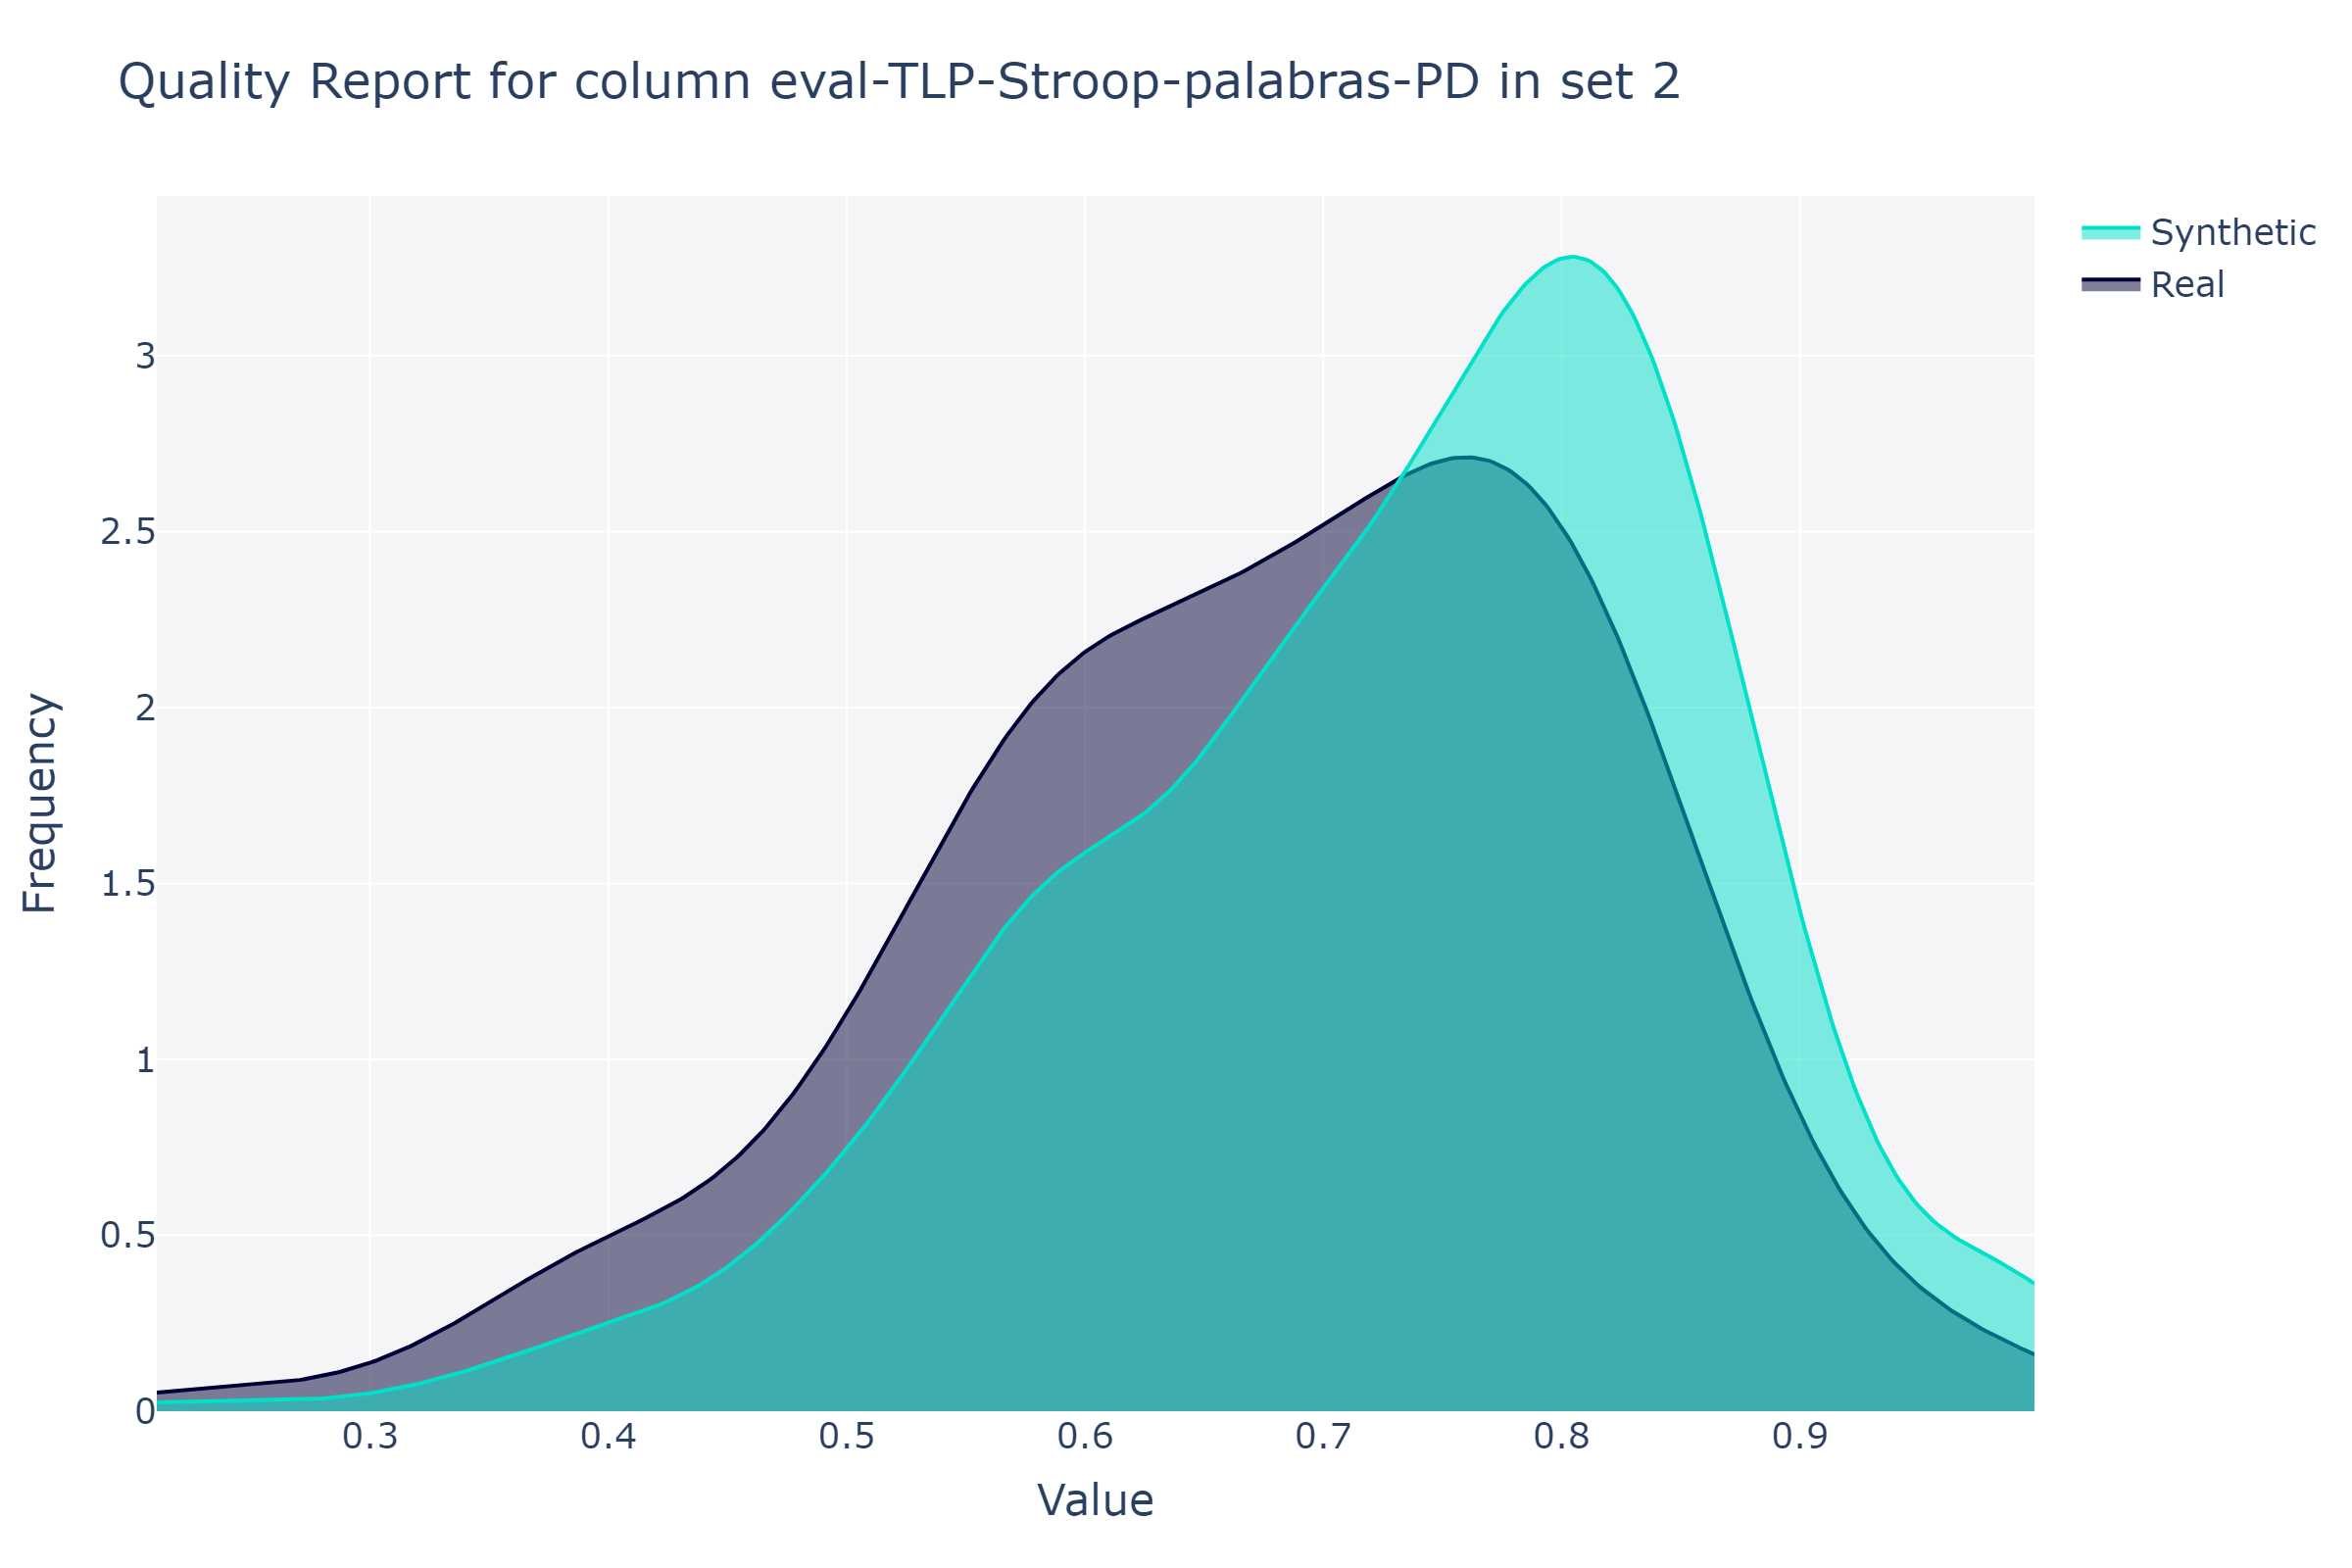 Quality Report for column eval-TLP-Stroop-palabras-PD in set 2
Synthetic
Real
Frequency
3
2.5
2
1.5
1
0.5
0
0.3 0.4 0.5 0.6 0.7 0.8 0.9
Value